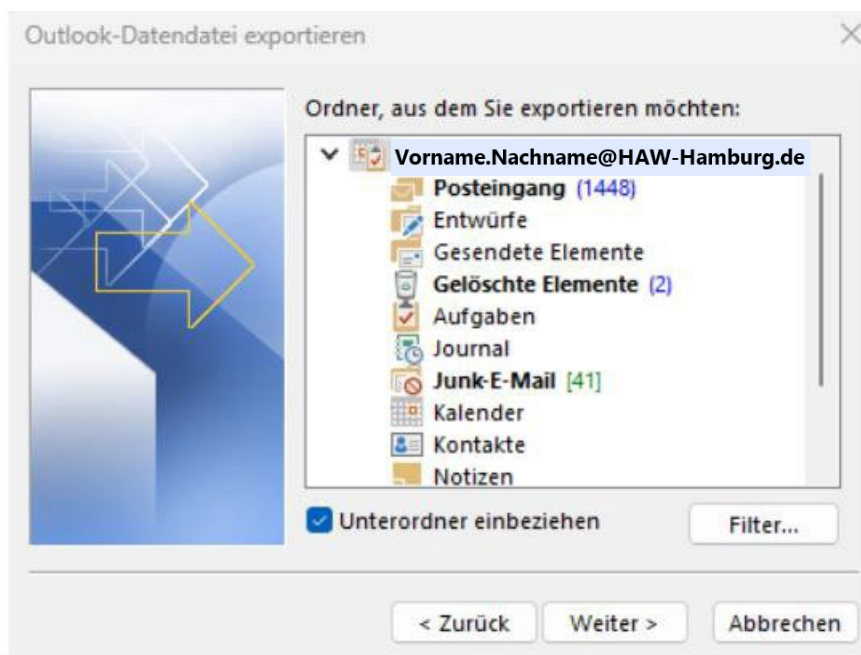 Outlook-Datendatei exportieren
Ordner, aus dem Sie exportieren möchten:
Vorname.Nachname@HAW-Hamburg.de
Posteingang (1448)
Entwürfe
Gesendete Elemente
Gelöschte Elemente (2)
Aufgaben
Journal
Junk-E-Mail [41]
Kalender
Kontakte
Notizen
Unterordner einbeziehen
Filter...
< Zurück Weiter > Abbrechen